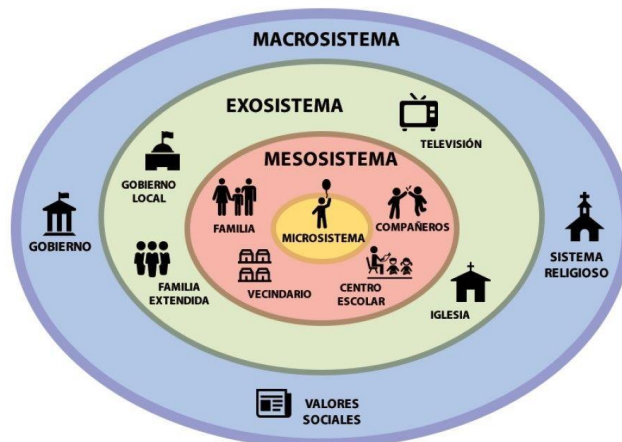 MACROSISTEMA
EXOSISTEMA
TELEVISIÓN
MESOSISTEMA
GOBIERNO
LOCAL
FAMILIA
MICROSISTEMA
COMPAÑEROS
GOBIERNO
SISTEMA
RELIGIOSO
FAMILIA
EXTENDIDA
VECINDARIO
CENTRO
ESCOLAR
IGLESIA
VALORES
SOCIALES